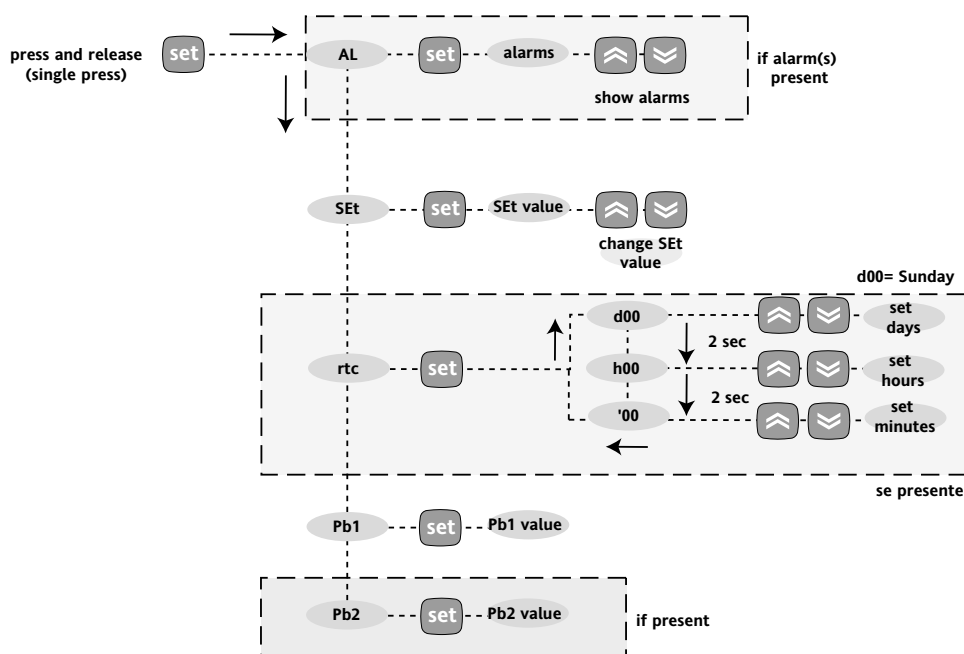 press and release
(single press)
set
AL
set
alarms
show alarms
if alarm(s)
present
SEt
set
SEt value
change SEt
value
d00= Sunday
rtc
set
d00
2 sec
set
days
h00
2 sec
set
hours
'00
set
minutes
se presente
Pb1
set
Pb1 value
Pb2
set
Pb2 value
if present